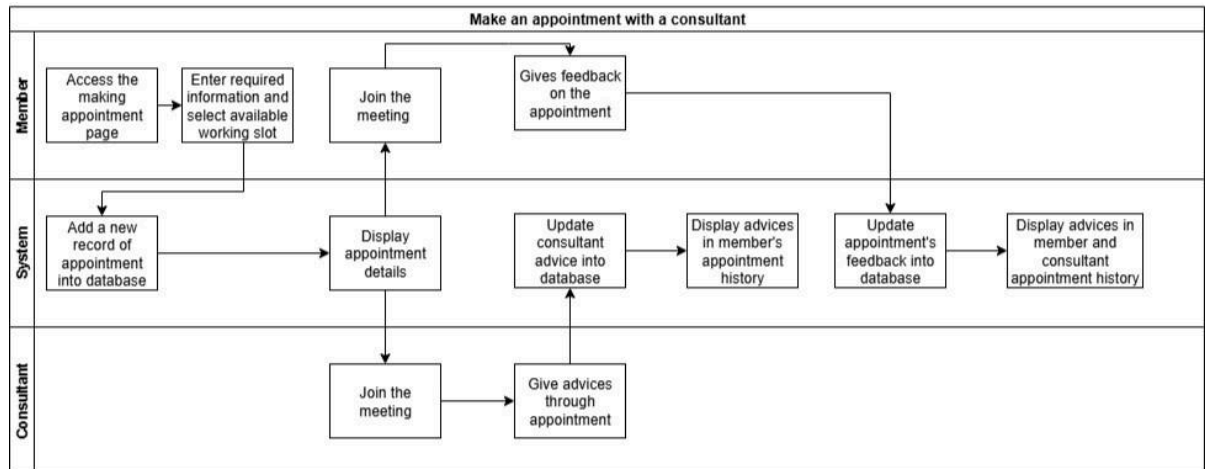 Make an appointment with a consultant
Member
Access the
making
appointment
page
Enter required
information and
select available
working slot
Join the
meeting
Gives feedback
on the
appointment
System
Add a new
record of
appointment
into database
Display
appointment
details
Update
consultant
advice into
database
Display advices
in member's
appointment
history
Update
appointment's
feedback into
database
Display advices in
member and
consultant
appointment history
Consultant
Join the
meeting
Give advices
through
appointment